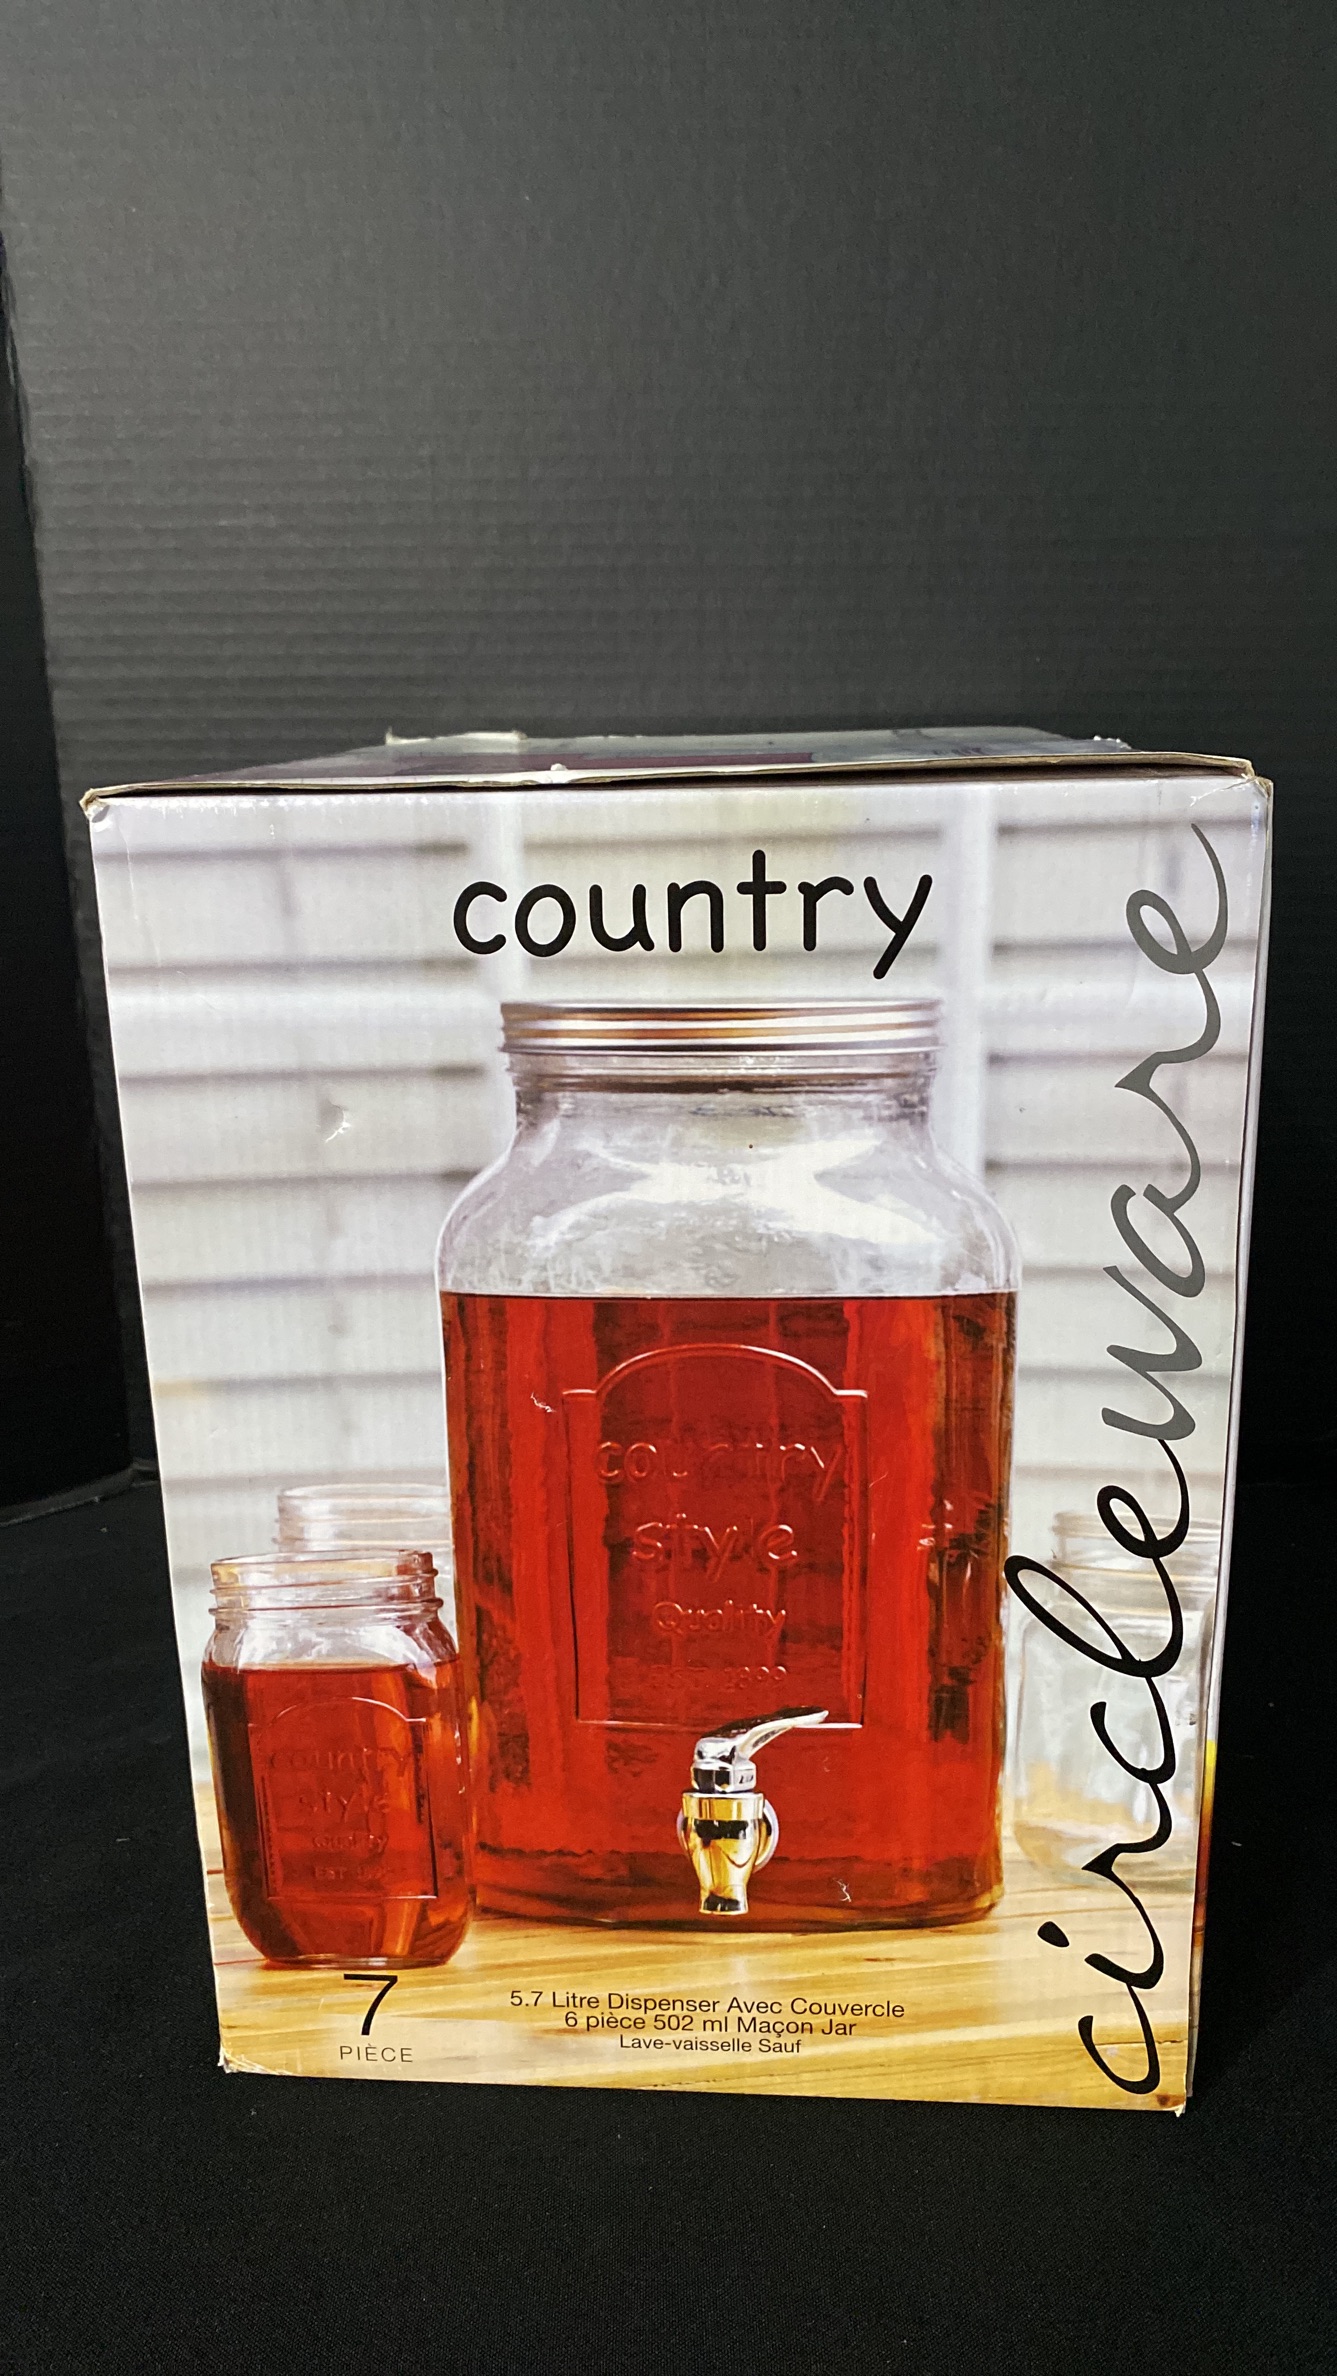 country
circleware
country
style
Quality
country
style
Quality
7
PIÈCE
5.7 Litre Dispenser Avec Couvercle
6 pièce 502 ml Maçon Jar
Lave-vaisselle Sauf